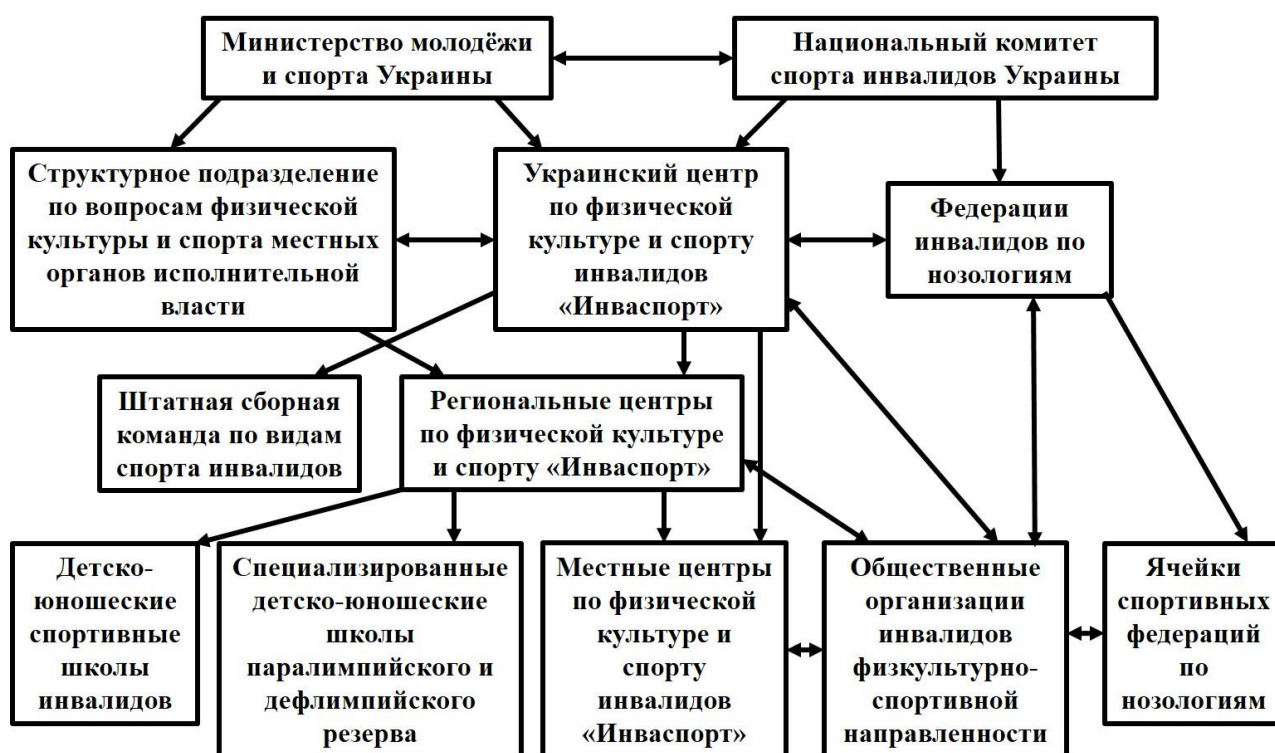 Министерство молодёжи
и спорта Украины
Национальный комитет
спорта инвалидов Украины
Структурное подразделение
по вопросам физической
культуры и спорта местных
органов исполнительной
власти
Украинский центр
по физической
культуре и спорту
инвалидов
«Инваспорт»
Федерации
инвалидов по
нозологиям
Штатная сборная
команда по видам
спорта инвалидов
Региональные центры
по физической культуре
и спорту «Инваспорт»
Детско-
юношеские
спортивные
школы
инвалидов
Специализированные
детско-юношеские
школы
паралимпийского и
дефлимпийского
резерва
Местные центры
по физической
культуре и
спорту
инвалидов
«Инваспорт»
Общественные
организации
инвалидов
физкультурно-
спортивной
направленности
Ячейки
спортивных
федераций
по
нозологиям